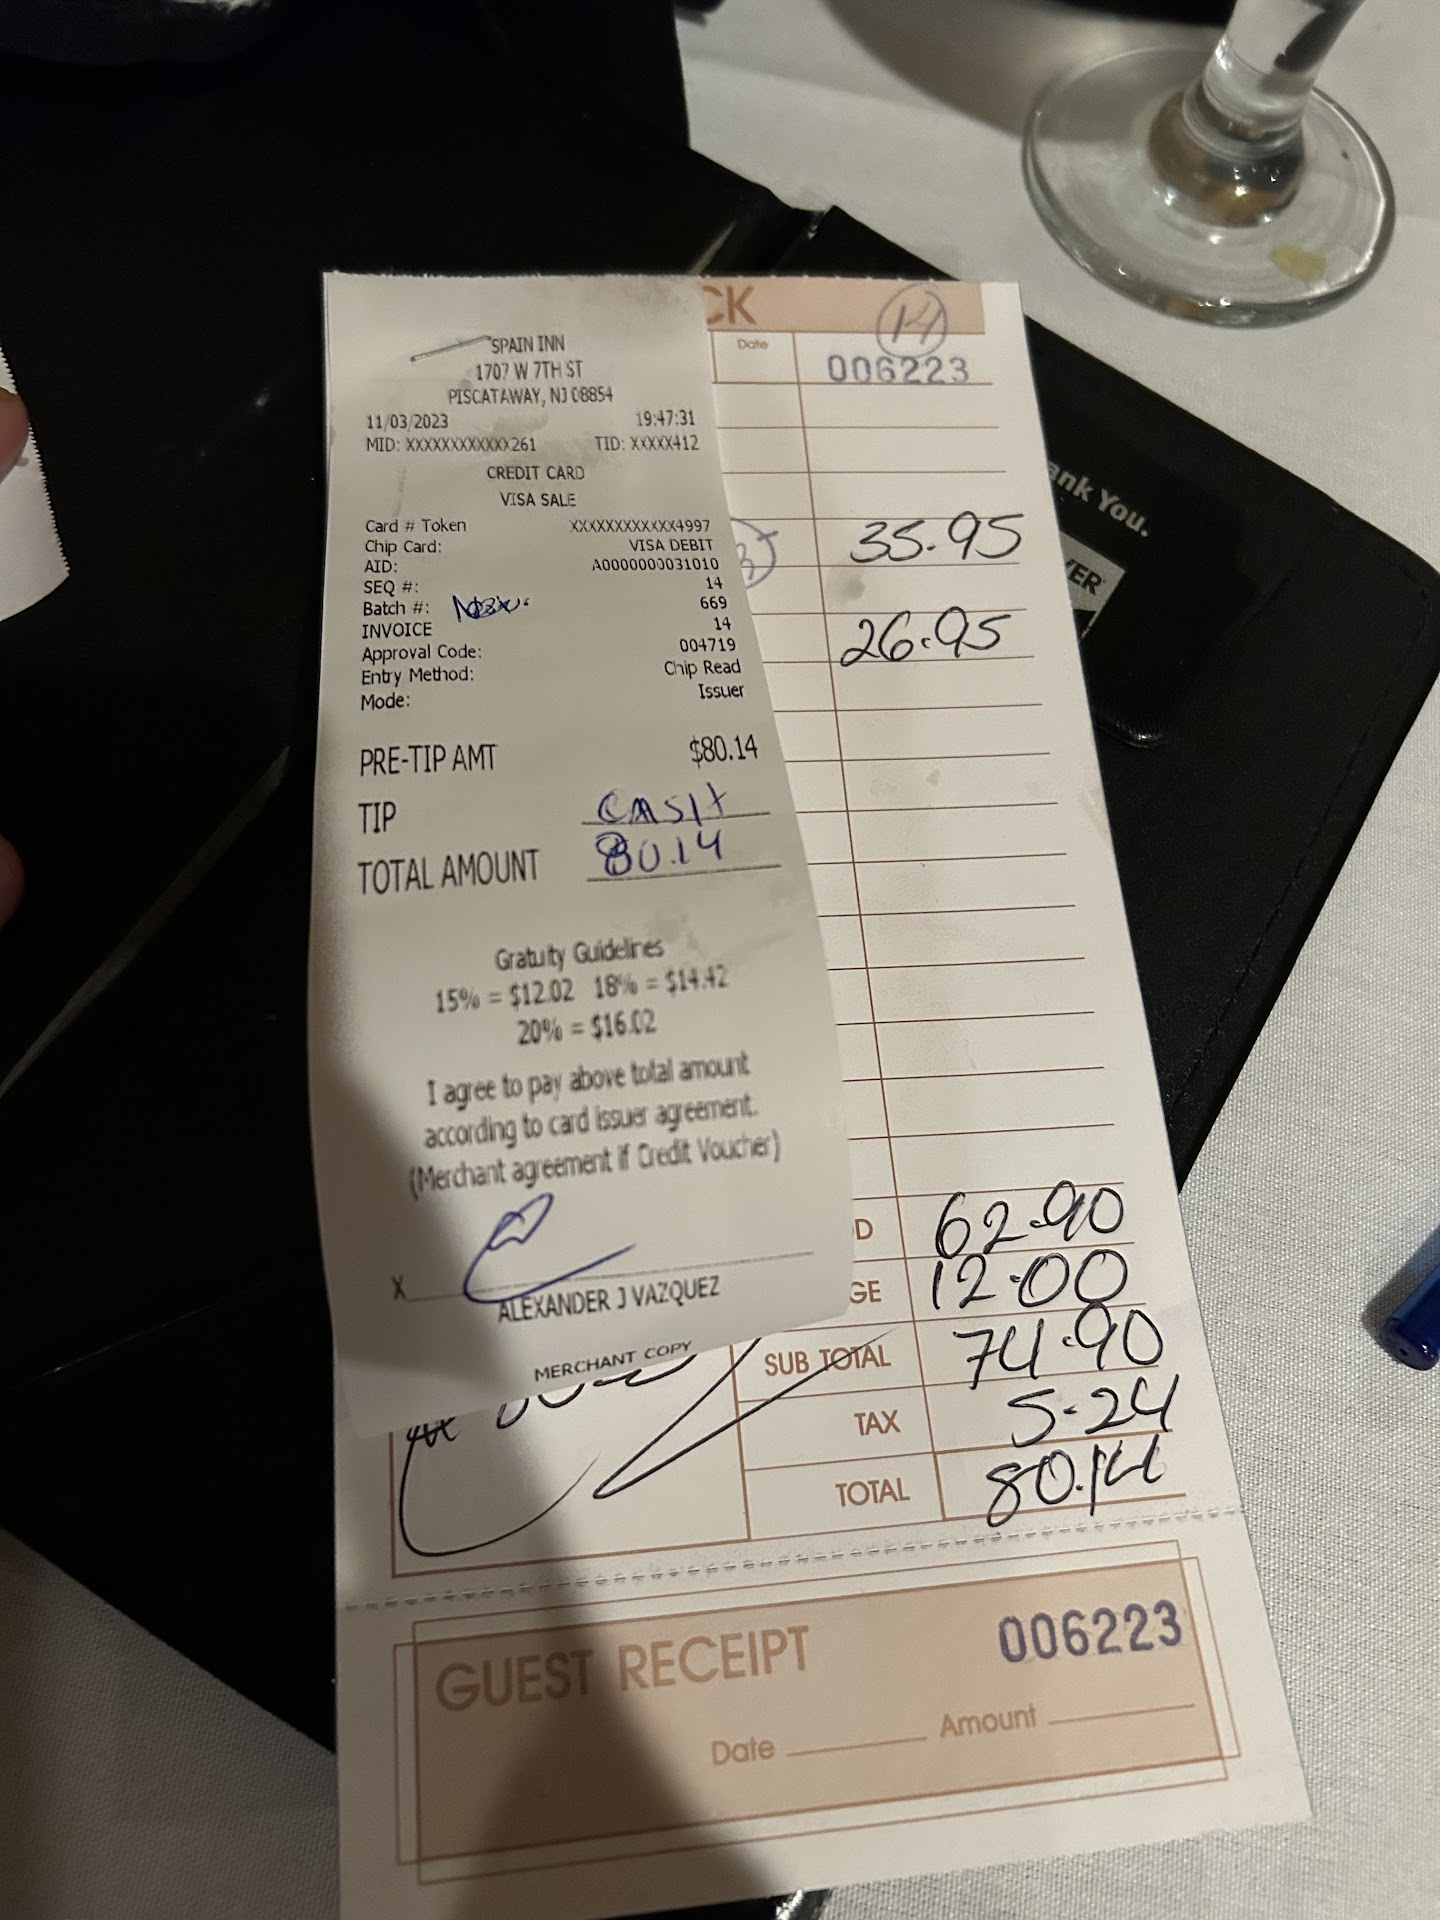 SPAIN INN
1707 W 7TH ST
PISCATAWAY, NJ 08854
11/03/2023 19:47:31
MID: XXXXXXXXXXXX261 TID: XXXXX412
CREDIT CARD
VISA SALE
Card # Token XXXXXXXXXXXX4997
Chip Card: VISA DEBIT
AID: A0000000031010
SEQ #: 14
Batch #: 669
INVOICE 14
Approval Code: 004719
Entry Method: Chip Read
Mode: Issuer
PRE-TIP AMT $80.14
TIP CASH
TOTAL AMOUNT 80.14
Gratuity Guidelines
15% = $12.02 18% = $14.42
20% = $16.02
I agree to pay above total amount
according to card issuer agreement.
(Merchant agreement if Credit Voucher)
X
ALEXANDER J VAZQUEZ
MERCHANT COPY
CK 14
Date 006223
35.95
26.95
D 62.90
GE 12.00
SUB TOTAL 74.90
TAX 5.24
TOTAL 80.14
GUEST RECEIPT 006223
Date Amount
ank You.
VER